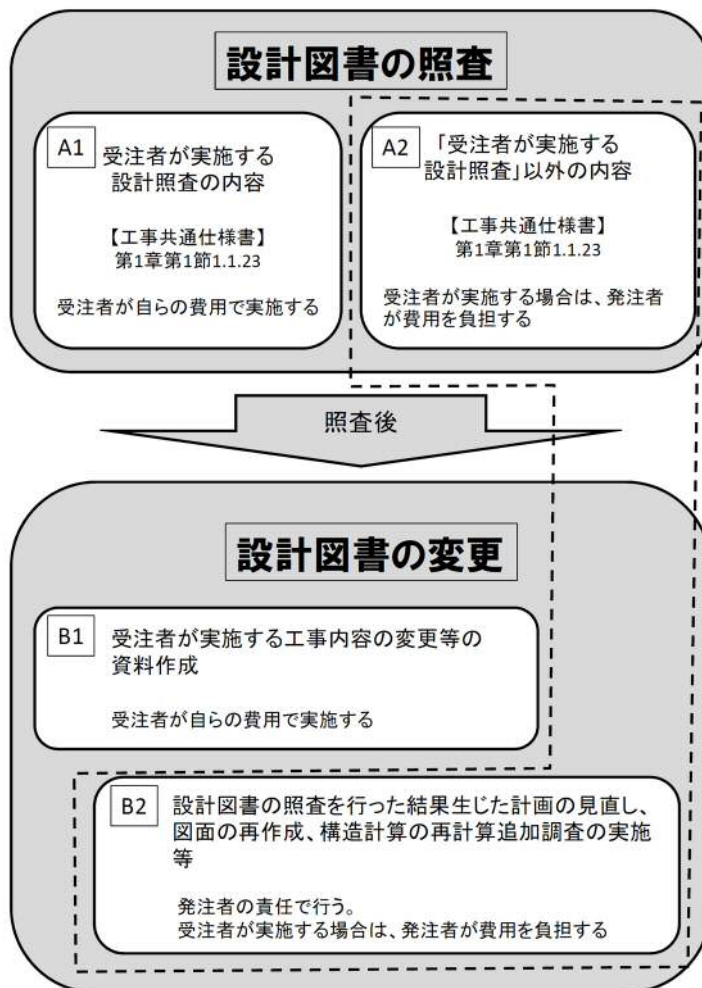 設計図書の照査
A1
受注者が実施する
設計照査の内容
【工事共通仕様書】
第1章第1節1.1.23
受注者が自らの費用で実施する
A2
「受注者が実施する
設計照査」以外の内容
【工事共通仕様書】
第1章第1節1.1.23
受注者が実施する場合は、発注者
が費用を負担する
照査後
設計図書の変更
B1
受注者が実施する工事内容の変更等の
資料作成
受注者が自らの費用で実施する
B2
設計図書の照査を行った結果生じた計画の見直し、
図面の再作成、構造計算の再計算追加調査の実施
等
発注者の責任で行う。
受注者が実施する場合は、発注者が費用を負担する